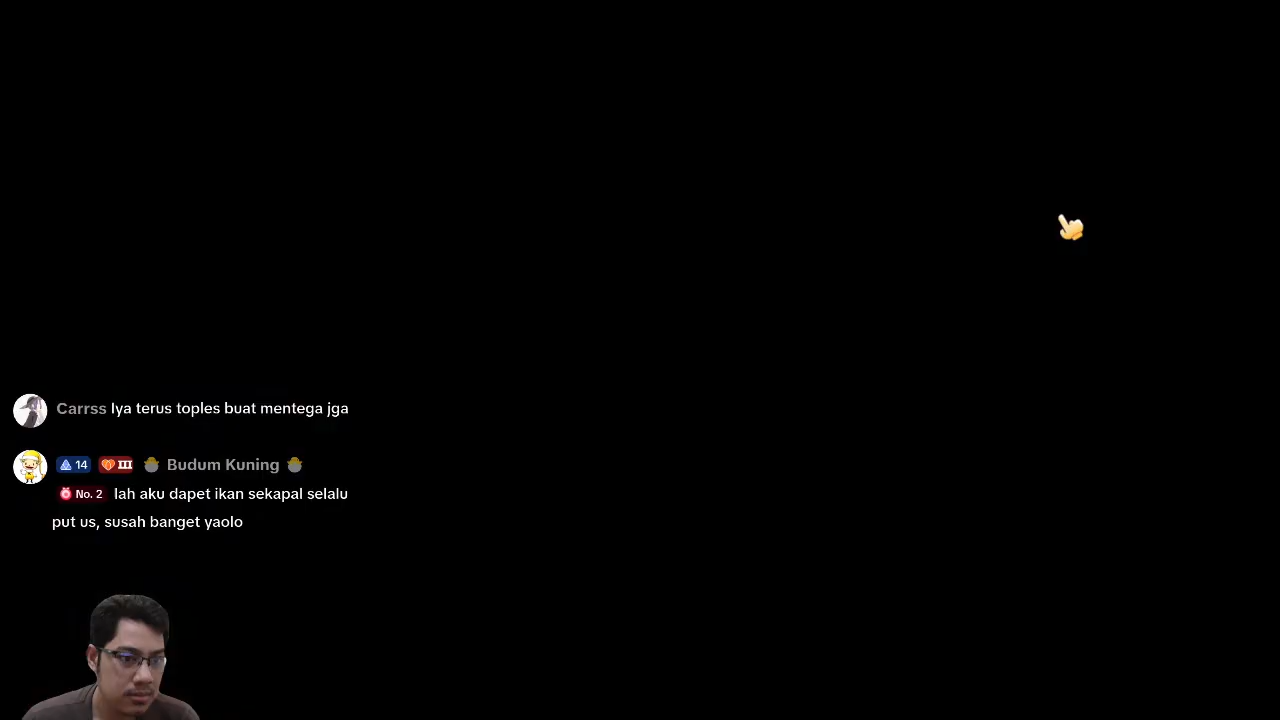 Carrss Iya terus toples buat mentega jga
14 III Budum Kuning
No. 2 lah aku dapet ikan sekapal selalu
put us, susah banget yaolo